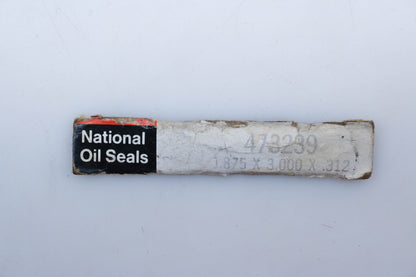 National
Oil Seals
473239
1.875 X 3.000 X .312